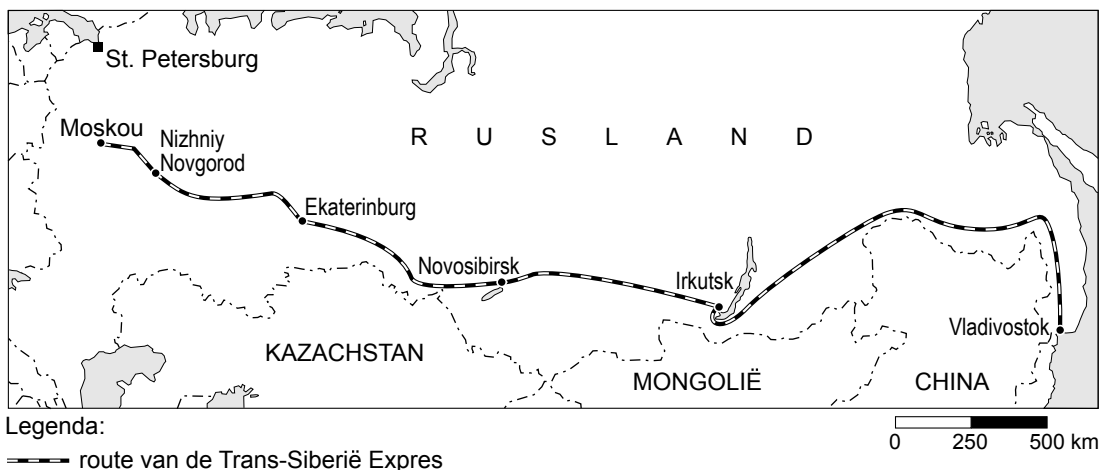 St. Petersburg
Moskou
Nizhniy
Novgorod
RUSLAND
Ekaterinburg
Novosibirsk
Irkutsk
Vladivostok
KAZACHSTAN
MONGOLIË
CHINA
Legenda:
route van de Trans-Siberië Expres
0 250 500 km